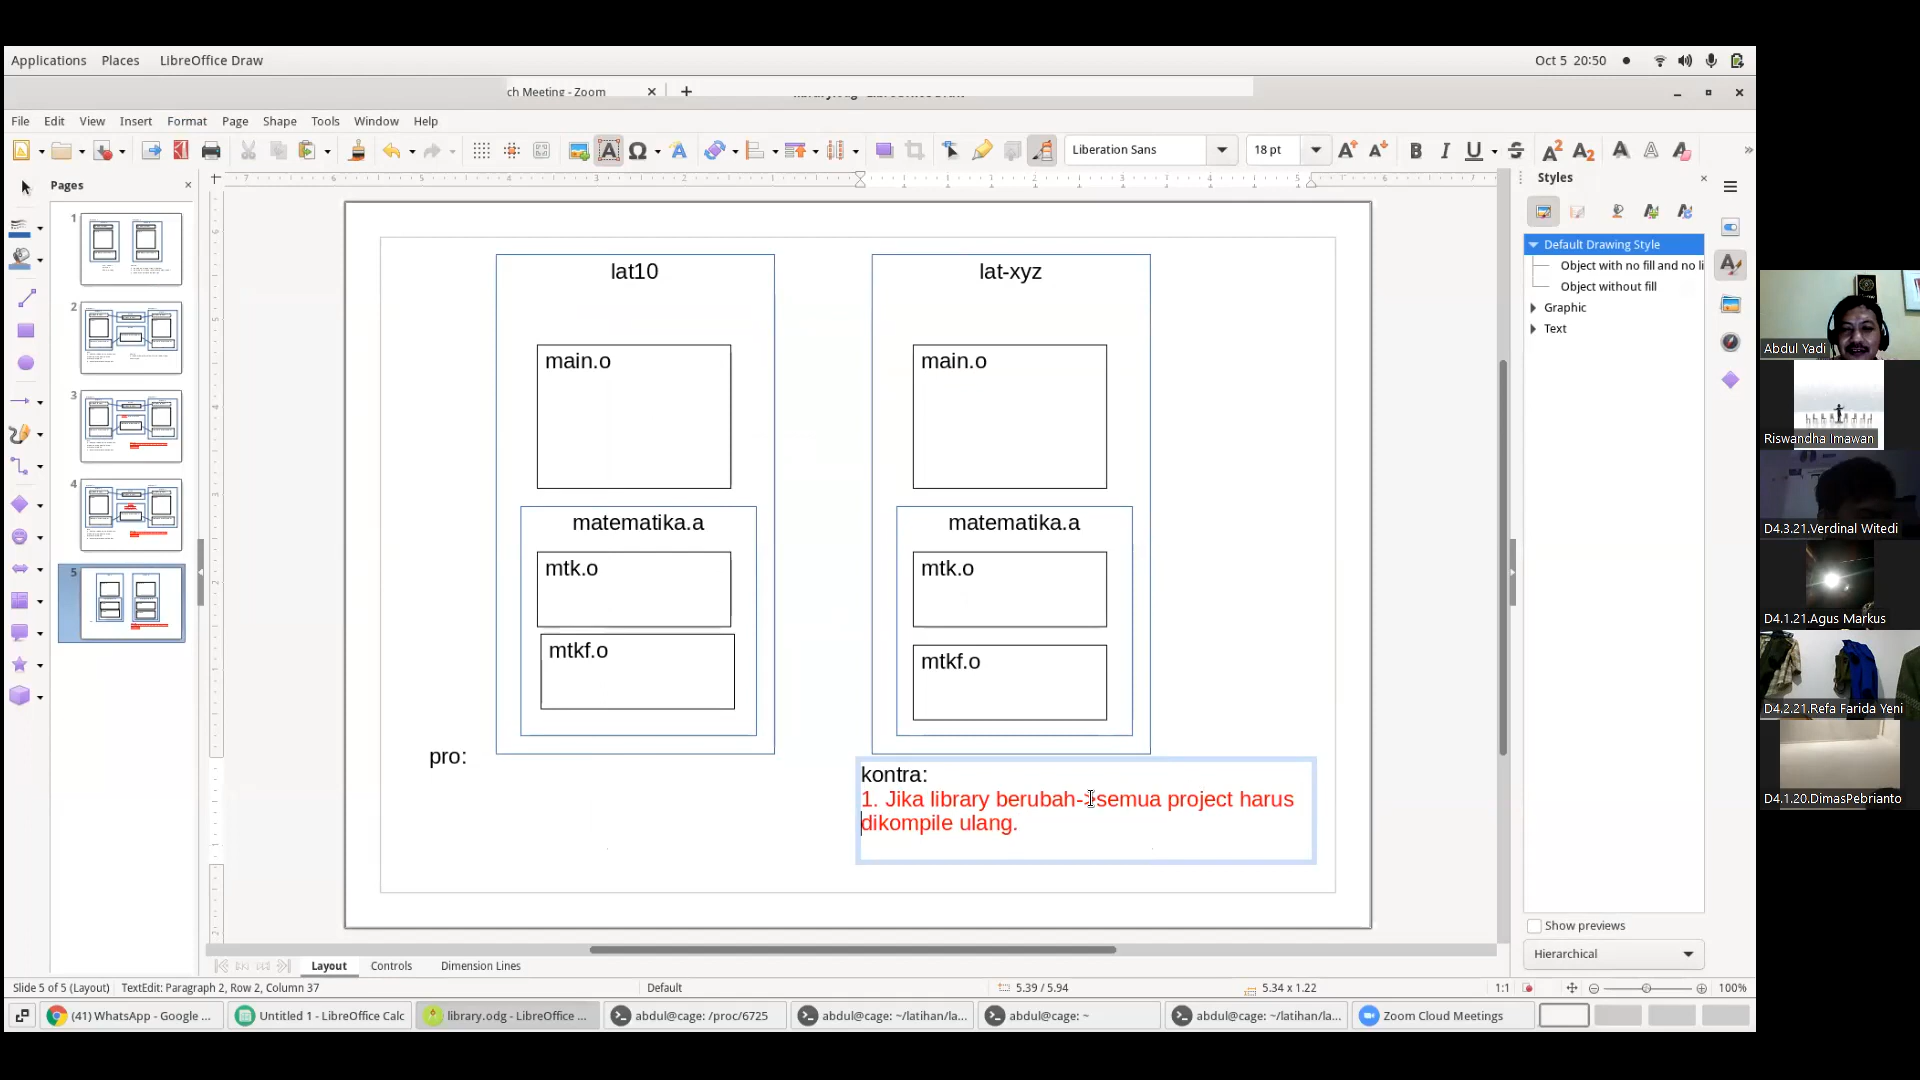 Applications Places LibreOffice Draw Oct 5 20:50
ch Meeting - Zoom
File Edit View Insert Format Page Shape Tools Window Help
Liberation Sans 18 pt
Pages
1
2
3
4
5
lat10
main.o
matematika.a
mtk.o
mtkf.o
lat-xyz
main.o
matematika.a
mtk.o
mtkf.o
pro:
kontra:
1. Jika library berubah->semua project harus
dikompile ulang.
Styles
Default Drawing Style
Object with no fill and no li
Object without fill
Graphic
Text
Show previews
Hierarchical
Layout Controls Dimension Lines
Slide 5 of 5 (Layout) TextEdit: Paragraph 2, Row 2, Column 37 Default 5.39 / 5.94 5.34 x 1.22 1:1 100%
(41) WhatsApp - Google ... Untitled 1 - LibreOffice Calc library.odg - LibreOffice ... abdul@cage: /proc/6725 abdul@cage: ~/latihan/la... abdul@cage: ~ abdul@cage: ~/latihan/la... Zoom Cloud Meetings
Abdul Yadi
Riswandha Imawan
D4.3.21.Verdinal Witedi
D4.1.21.Agus Markus
D4.2.21.Refa Farida Yeni
D4.1.20.DimasPebrianto